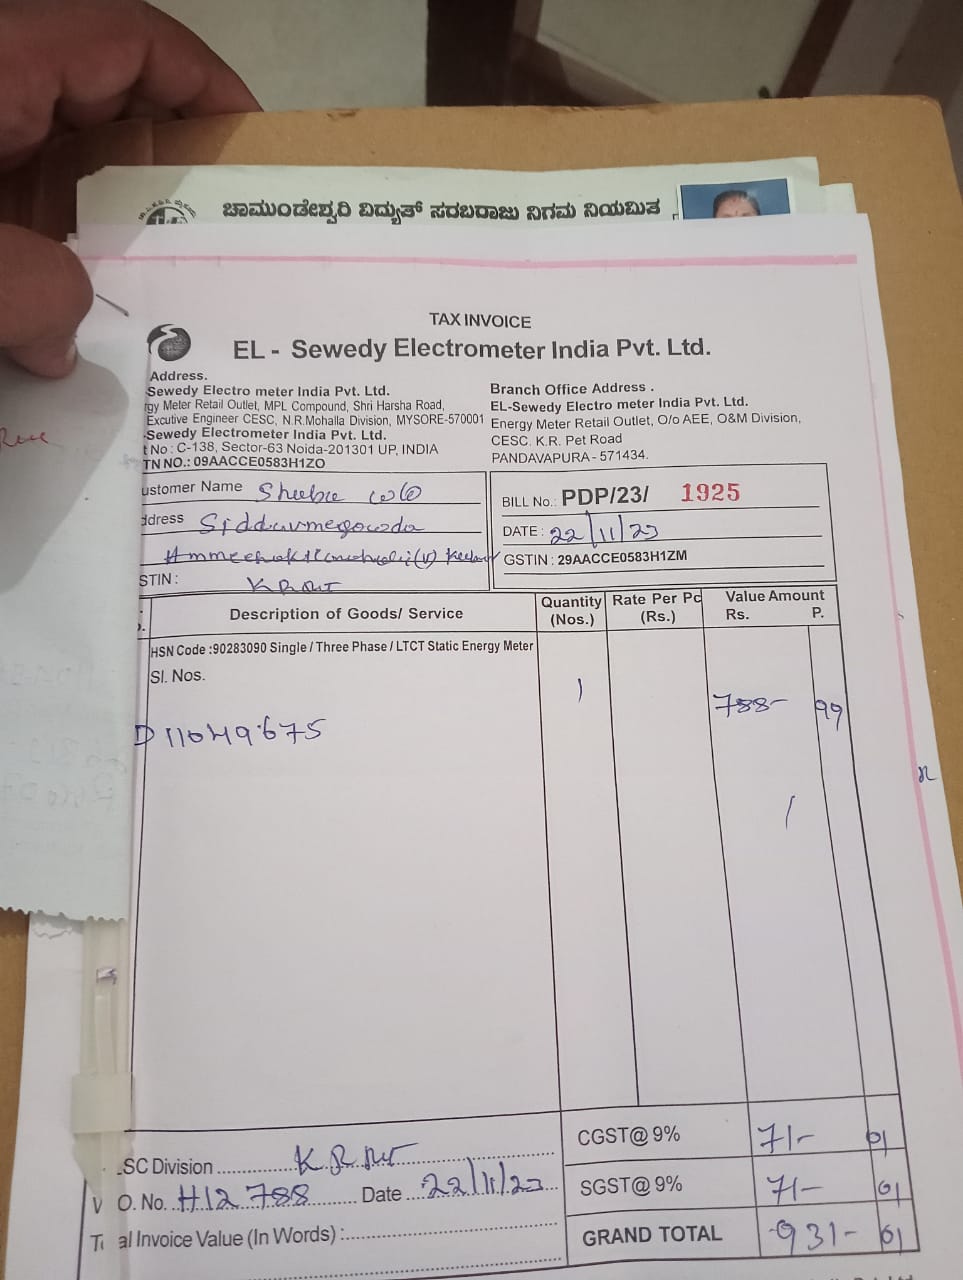 ಚಾಮುಂಡೇಶ್ವರಿ ವಿದ್ಯುತ್ ಸರಬರಾಜು ನಿಗಮ ನಿಯಮಿತ
TAX INVOICE
EL - Sewedy Electrometer India Pvt. Ltd.
Address.
Sewedy Electro meter India Pvt. Ltd.
gy Meter Retail Outlet, MPL Compound, Shri Harsha Road,
Excutive Engineer CESC, N.R.Mohalla Division, MYSORE-570001
-Sewedy Electrometer India Pvt. Ltd.
t No : C-138, Sector-63 Noida-201301 UP, INDIA
TN NO.: 09AACCE0583H1ZO
Branch Office Address .
EL-Sewedy Electro meter India Pvt. Ltd.
Energy Meter Retail Outlet, O/o AEE, O&M Division,
CESC. K.R. Pet Road
PANDAVAPURA - 571434.
ustomer Name
ddress
STIN :
BILL No.: PDP/23/ 1925
DATE : 22/11/23
GSTIN : 29AACCE0583H1ZM
Description of Goods/ Service
Quantity (Nos.)
Rate Per Pc (Rs.)
Value Amount
Rs. P.
HSN Code :90283090 Single / Three Phase / LTCT Static Energy Meter
Sl. Nos.
1
788- 99
D11049675
SC Division
O. No. H12788 Date 22/11/23
al Invoice Value (In Words) :
CGST@ 9% 71- 01
SGST@ 9% 71- 01
GRAND TOTAL 931- 01